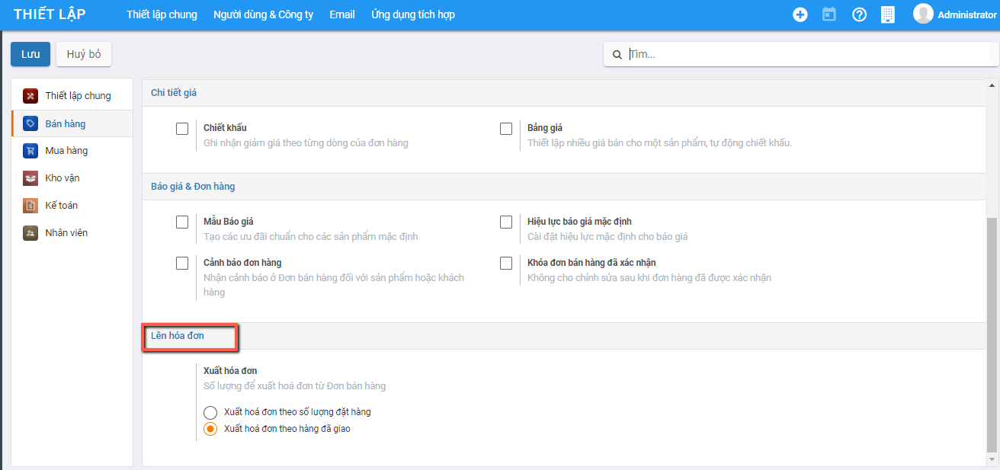 THIẾT LẬP
Thiết lập chung
Người dùng & Công ty
Email
Ứng dụng tích hợp
Administrator
Lưu
Huỷ bỏ
Tìm...
Thiết lập chung
Bán hàng
Mua hàng
Kho vận
Kế toán
Nhân viên
Chi tiết giá
Chiết khấu
Ghi nhận giảm giá theo từng dòng của đơn hàng
Bảng giá
Thiết lập nhiều giá bán cho một sản phẩm, tự động chiết khấu.
Báo giá & Đơn hàng
Mẫu Báo giá
Tạo các ưu đãi chuẩn cho các sản phẩm mặc định
Hiệu lực báo giá mặc định
Cài đặt hiệu lực mặc định cho báo giá
Cảnh báo đơn hàng
Nhận cảnh báo ở Đơn bán hàng đối với sản phẩm hoặc khách
hàng
Khóa đơn bán hàng đã xác nhận
Không cho chỉnh sửa sau khi đơn hàng đã được xác nhận
Lên hóa đơn
Xuất hóa đơn
Số lượng để xuất hoá đơn từ Đơn bán hàng
Xuất hoá đơn theo số lượng đặt hàng
Xuất hoá đơn theo hàng đã giao